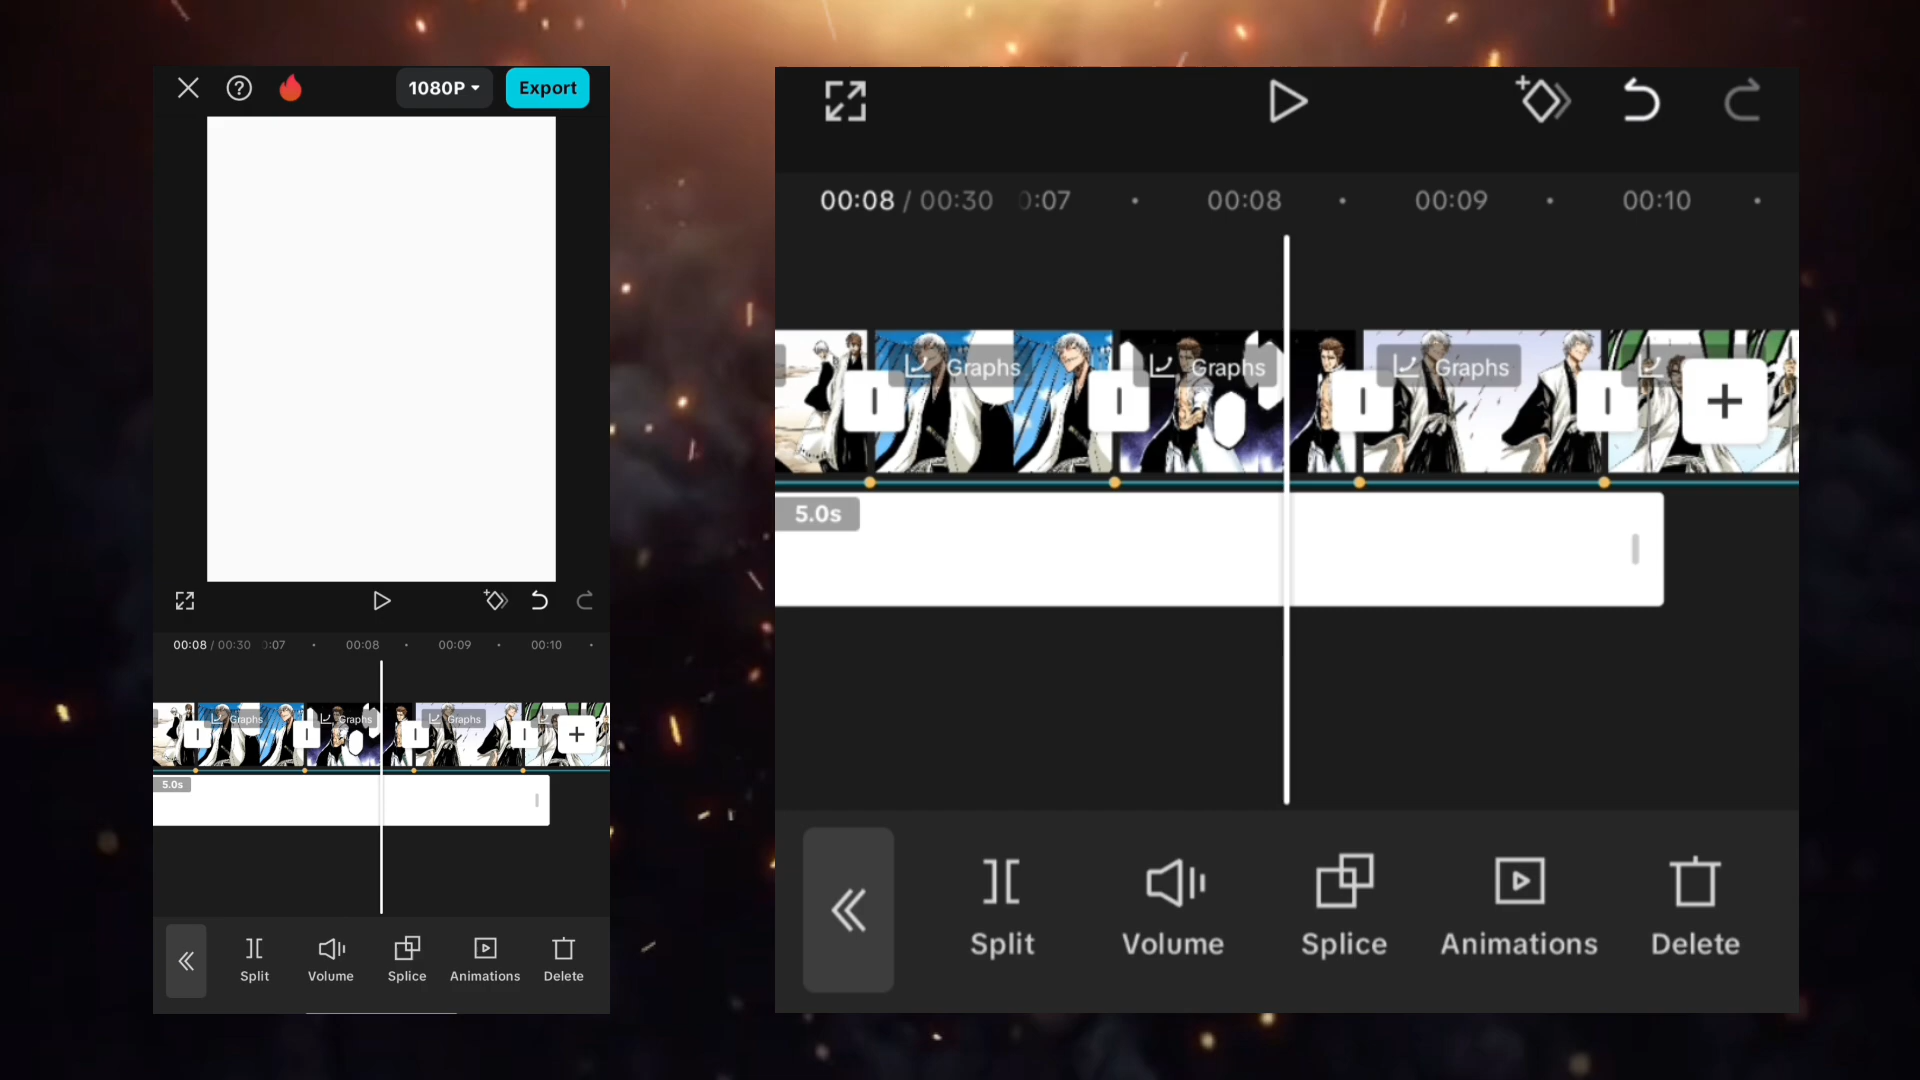 1080P Export
00:08 / 00:30 0:07 00:08 00:09 00:10
Graphs Graphs Graphs
5.0s
Split Volume Splice Animations Delete
00:08 / 00:30 0:07 00:08 00:09 00:10
Graphs Graphs Graphs
5.0s
Split Volume Splice Animations Delete